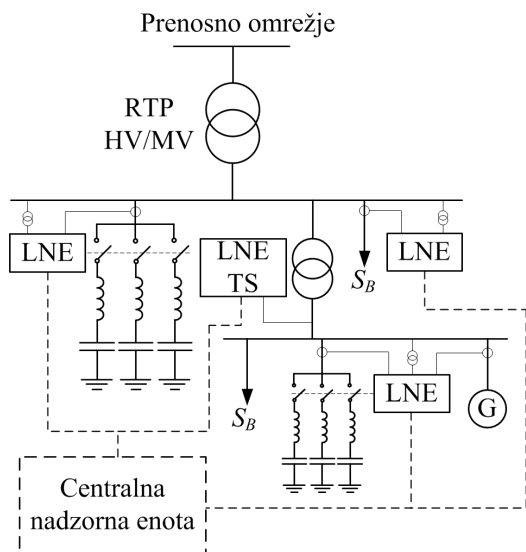 Prenosno omrežje
RTP
HV/MV
LNE
LNE
TS
S_B
LNE
S_B
LNE
G
Centralna
nadzorna enota